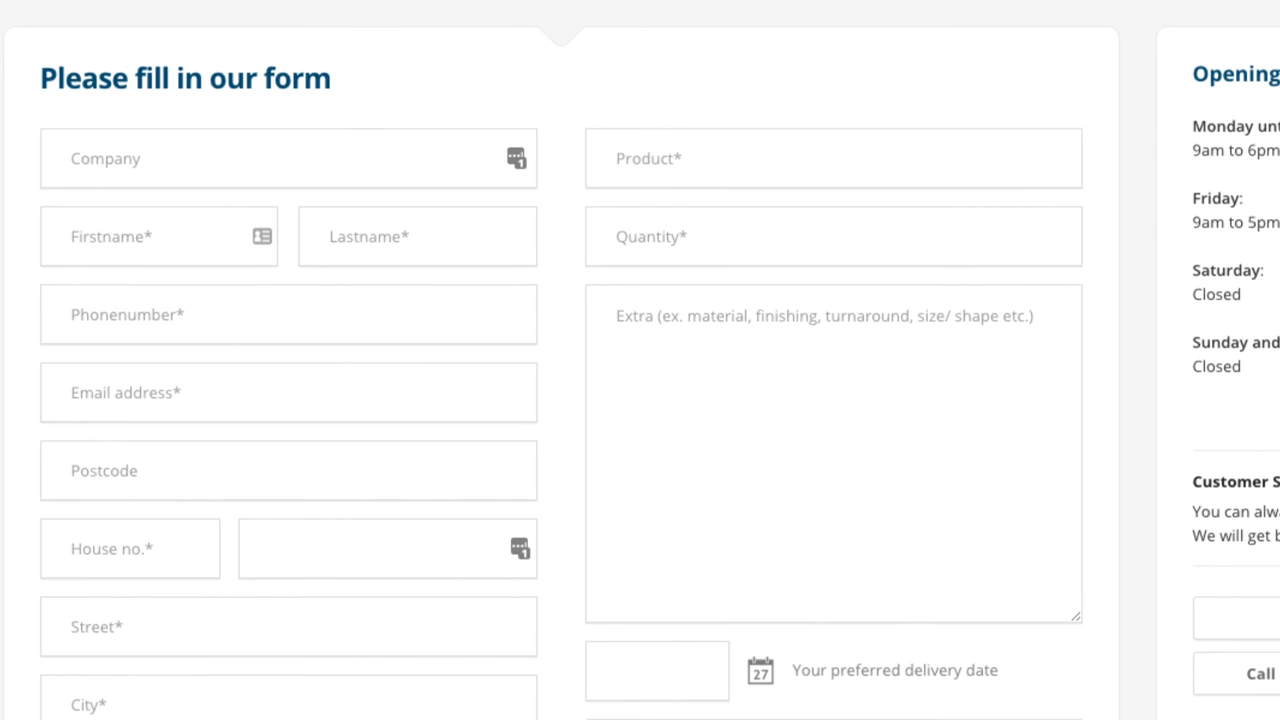 Please fill in our form
Company
Firstname*
Lastname*
Phonenumber*
Email address*
Postcode
House no.*
Street*
City*
Product*
Quantity*
Extra (ex. material, finishing, turnaround, size/ shape etc.)
27
Your preferred delivery date
Opening
Monday
9am to 6pm
Friday:
9am to 5pm
Saturday:
Closed
Sunday and
Closed
Customer
You can
We will get
Call